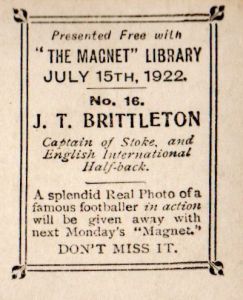 Presented Free with
"THE MAGNET" LIBRARY
JULY 15TH, 1922.
No. 16.
J. T. BRITTLETON
Captain of Stoke, and
English International
Half-back.
A splendid Real Photo of a
famous footballer in action
will be given away with
next Monday's "Magnet."
DON'T MISS IT.